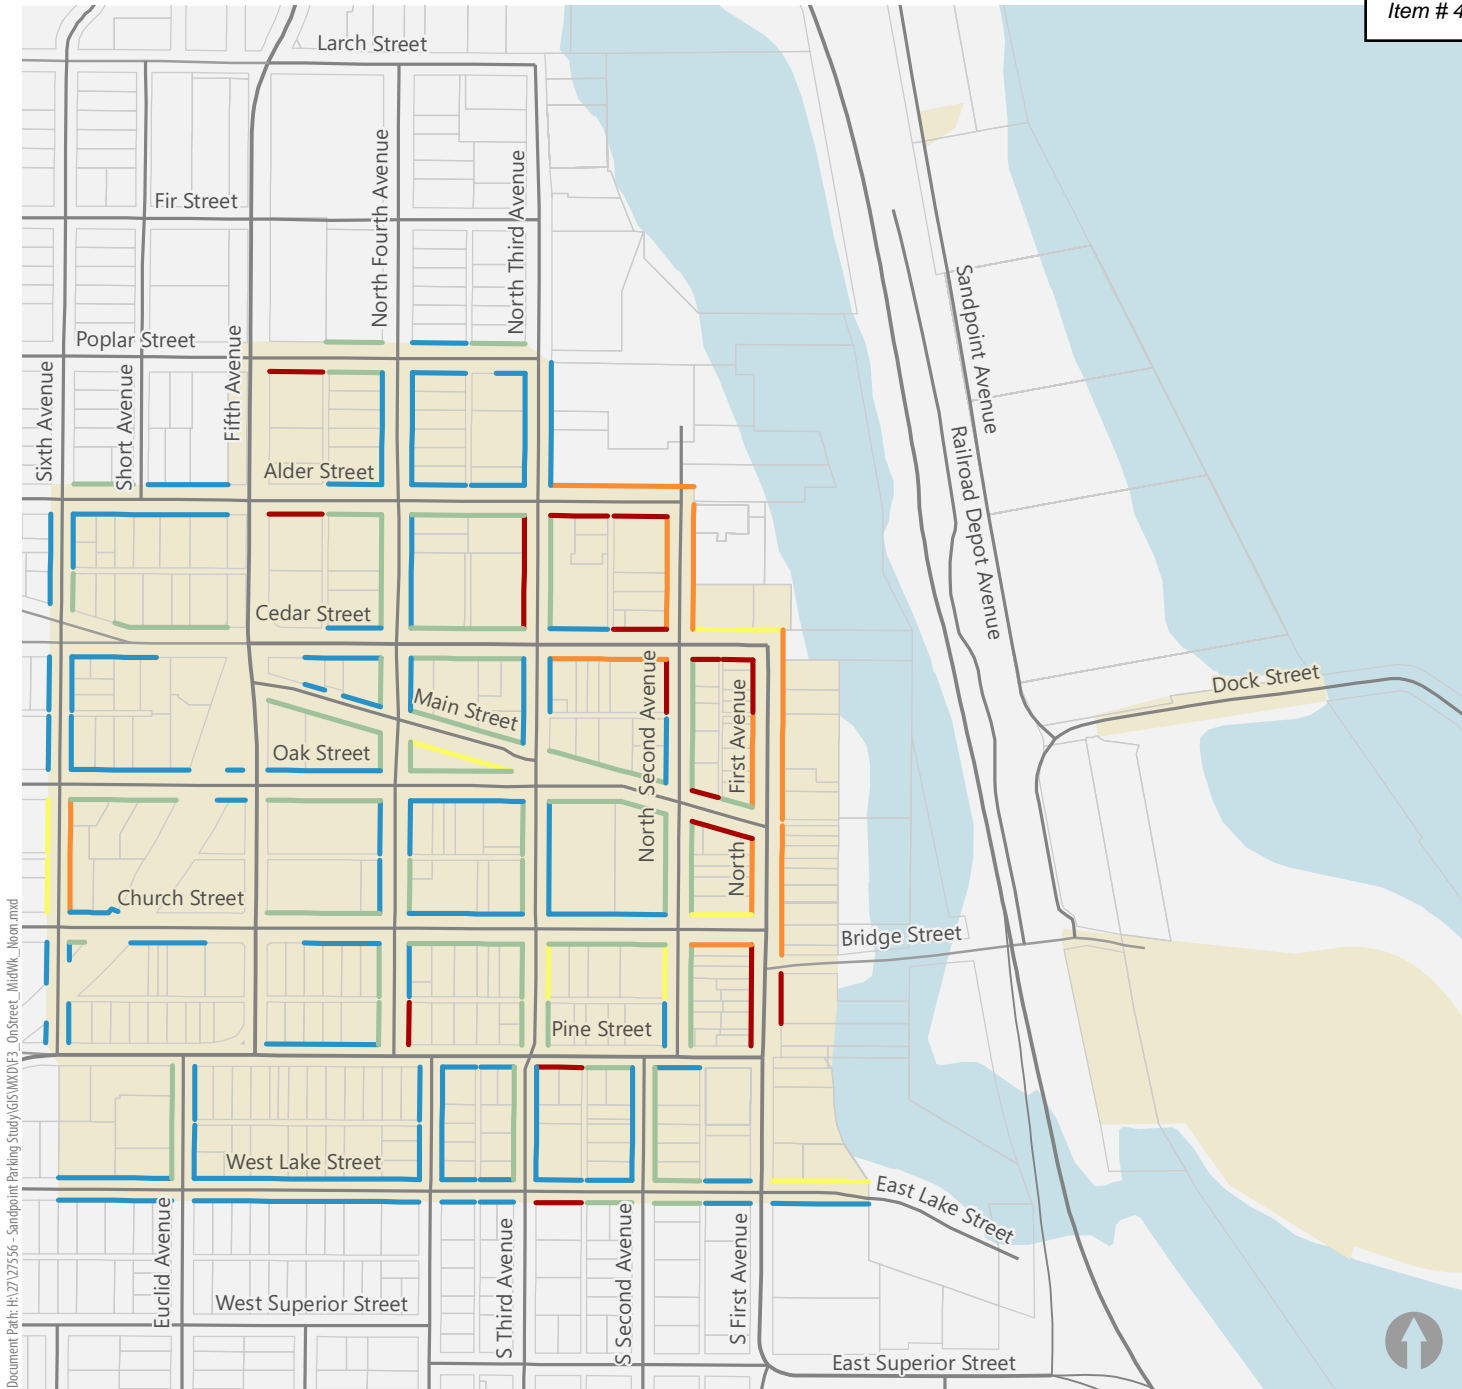 Item # 4
Larch Street
North Fourth Avenue
North Third Avenue
Fir Street
Sandpoint Avenue
Poplar Street
Fifth Avenue
Sixth Avenue
Short Avenue
Railroad Depot Avenue
Alder Street
Cedar Street
North Second Avenue
Dock Street
Main Street
North First Avenue
Oak Street
Church Street
Bridge Street
Pine Street
West Lake Street
East Lake Street
Euclid Avenue
S Third Avenue
S Second Avenue
S First Avenue
West Superior Street
East Superior Street
Document Path: H:\27\27556 - Sandpoint Parking Study\GIS\MXD\F3_OnStreet_MidWk_Noon.mxd